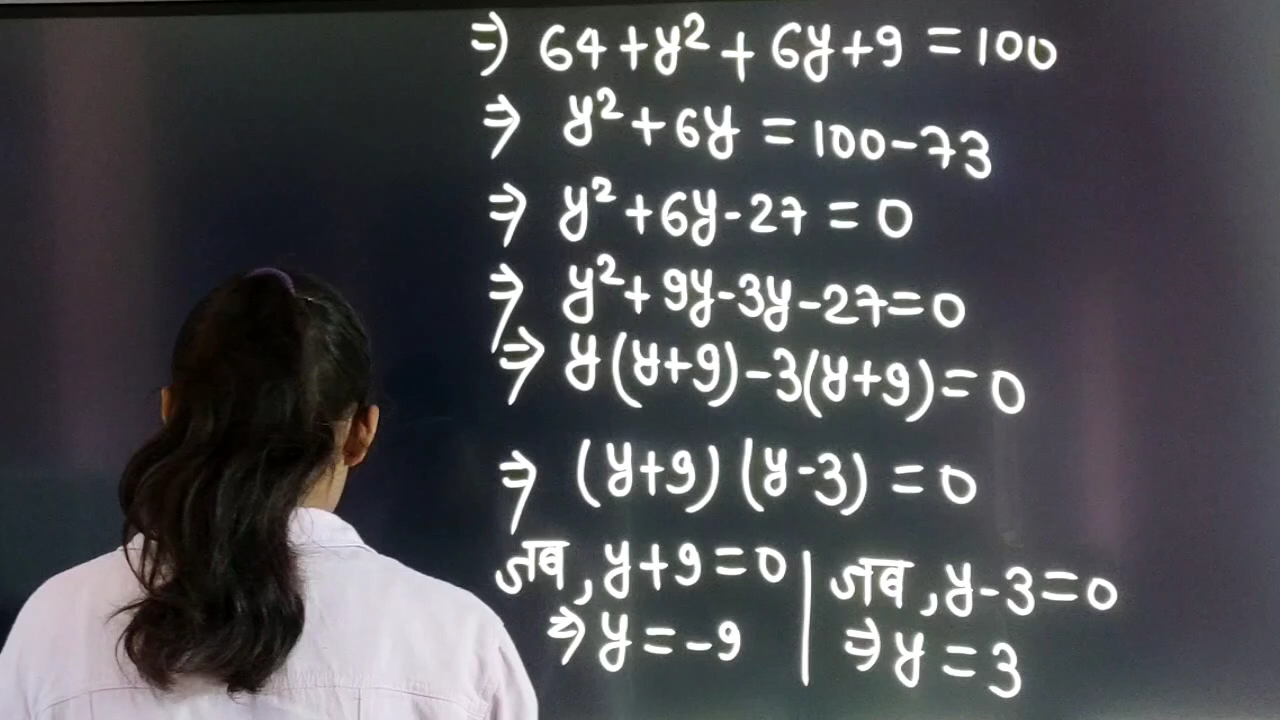 ⇒ 64+y²+6y+9 = 100
⇒ y²+6y = 100-73
⇒ y²+6y-27 = 0
⇒ y²+9y-3y-27=0
⇒ y(y+9)-3(y+9)=0
⇒ (y+9) (y-3) = 0
जब, y+9=0 | जब, y-3=0
⇒ y = -9 | ⇒ y = 3